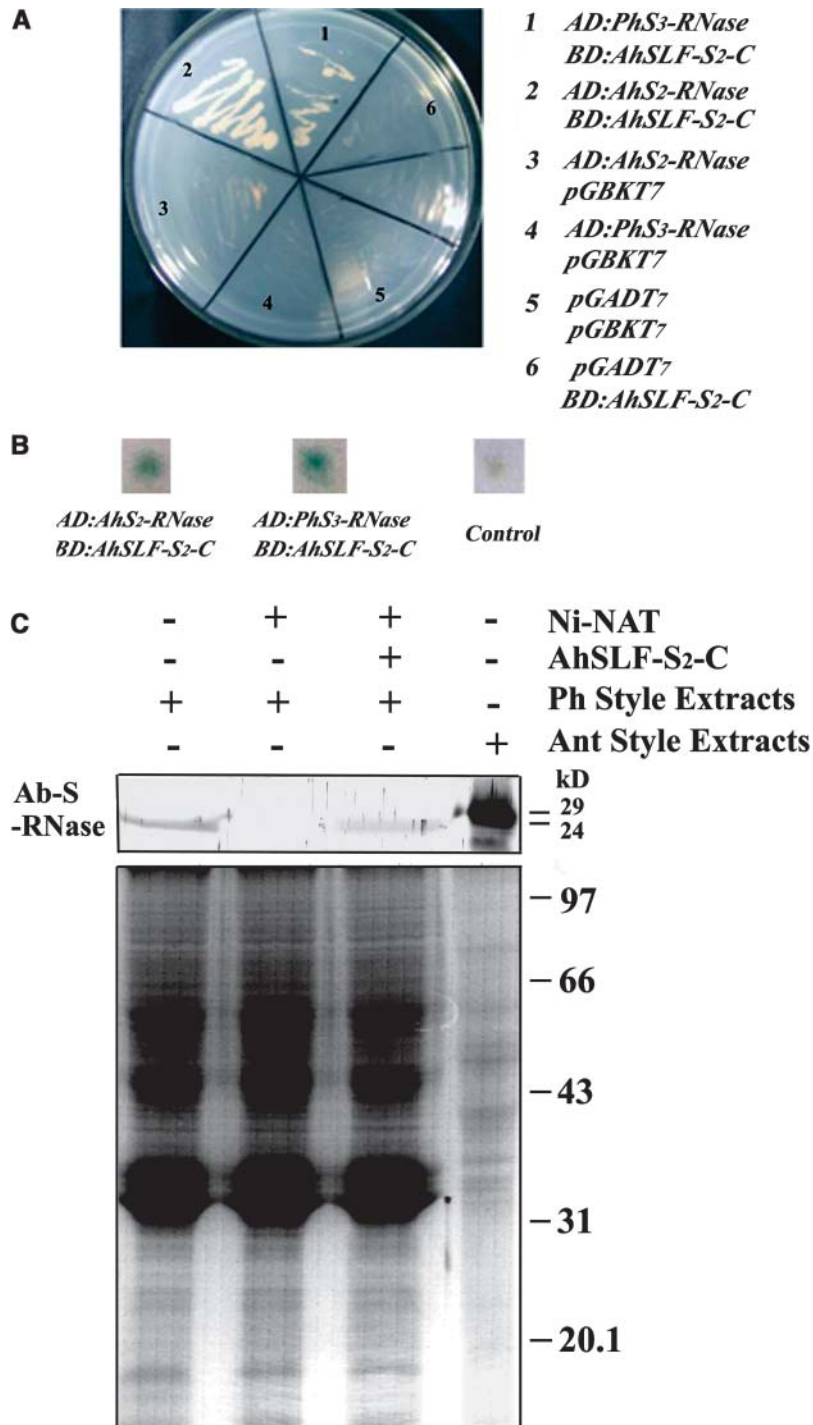 A
1
2
3
4
5
6
1 AD:PhS3-RNase
BD:AhSLF-S2-C
2 AD:AhS2-RNase
BD:AhSLF-S2-C
3 AD:AhS2-RNase
pGBKT7
4 AD:PhS3-RNase
pGBKT7
5 pGADT7
pGBKT7
6 pGADT7
BD:AhSLF-S2-C
B
AD:AhS2-RNase
BD:AhSLF-S2-C
AD:PhS3-RNase
BD:AhSLF-S2-C
Control
C
- + + - Ni-NAT
- - + - AhSLF-S2-C
+ + + - Ph Style Extracts
- - - + Ant Style Extracts
Ab-S
-RNase
kD
29
24
97
66
43
31
20.1